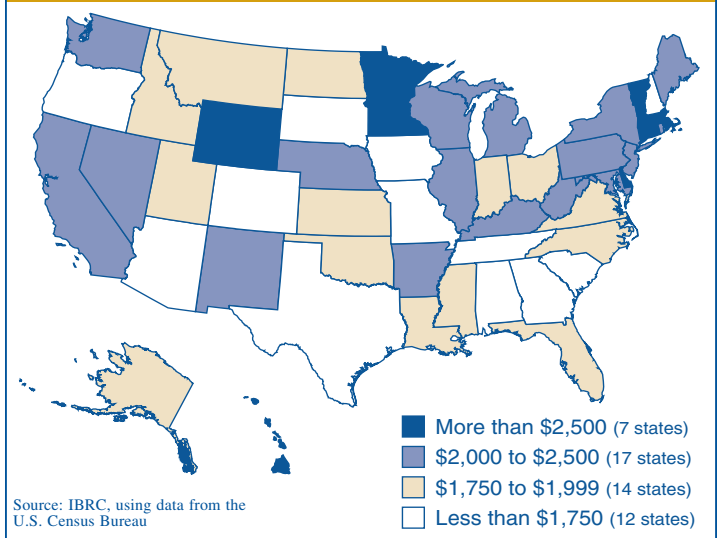 More than $2,500 (7 states)
$2,000 to $2,500 (17 states)
$1,750 to $1,999 (14 states)
Less than $1,750 (12 states)
Source: IBRC, using data from the
U.S. Census Bureau